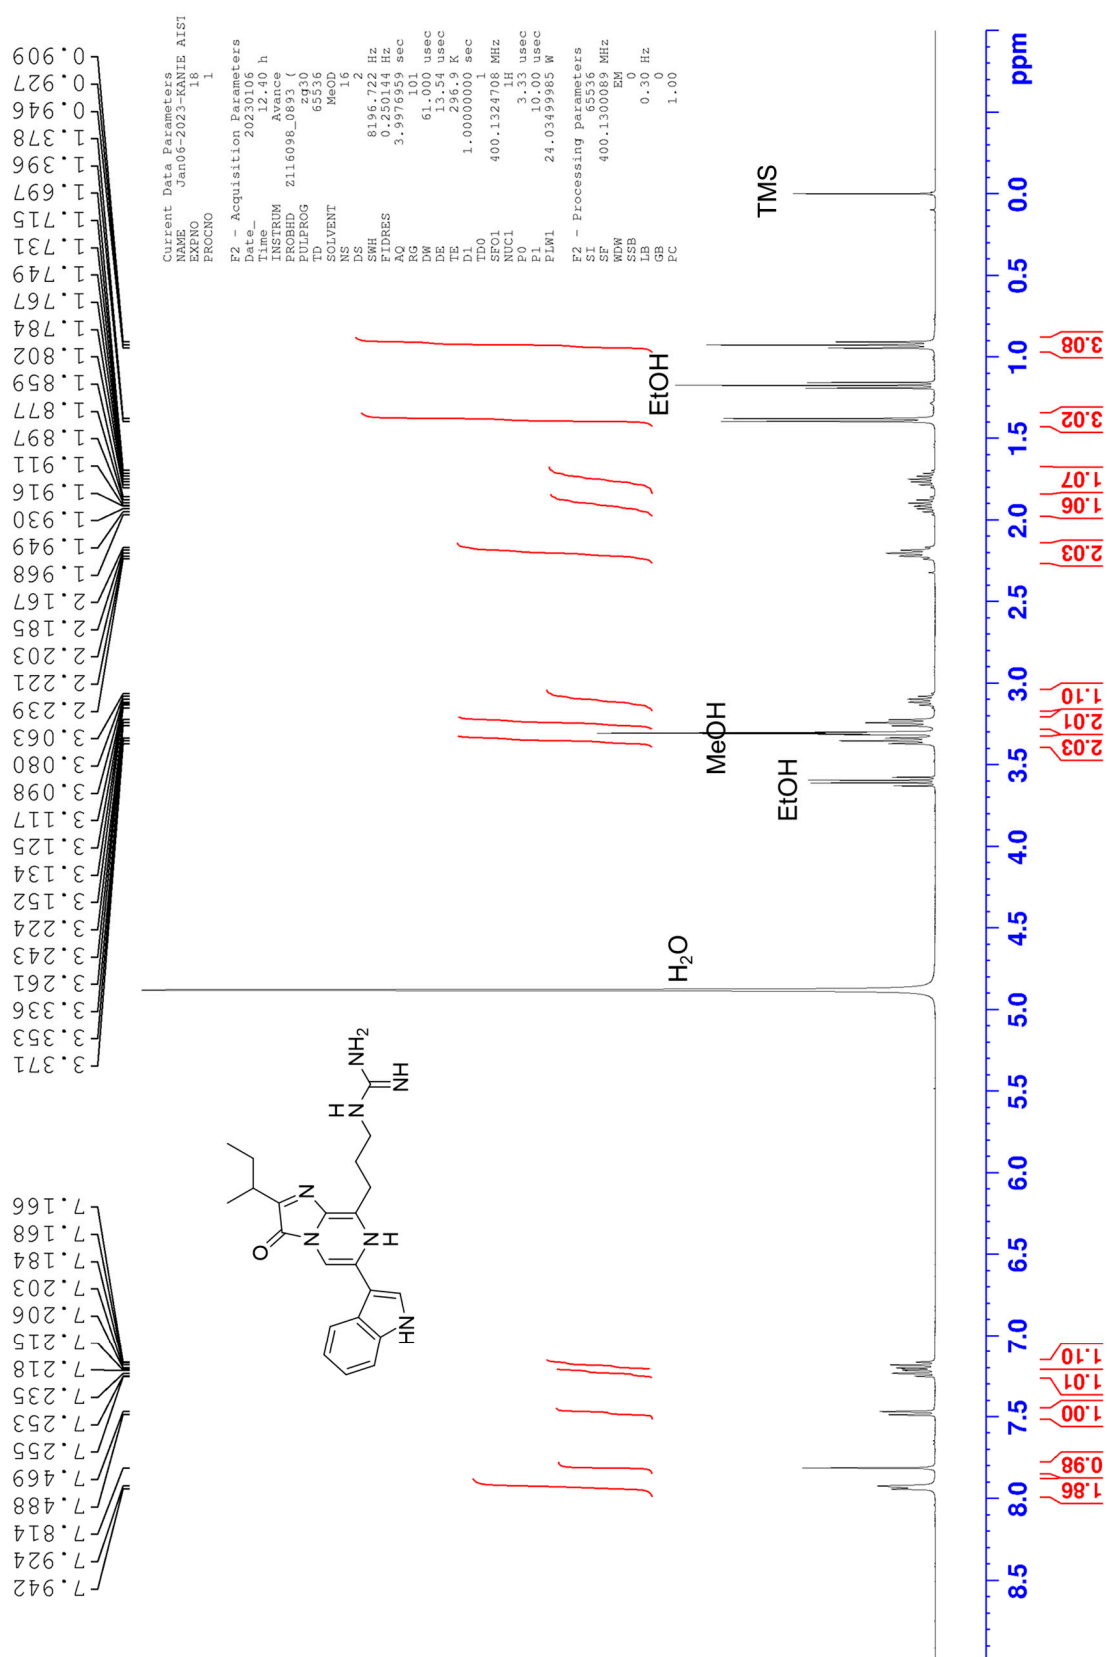 0.909
0.927
0.946
1.378
1.396
1.697
1.715
1.731
1.749
1.767
1.784
1.802
1.859
1.877
1.897
1.911
1.916
1.930
1.949
1.968
2.167
2.185
2.203
2.221
2.239
3.063
3.080
3.098
3.117
3.125
3.134
3.152
3.224
3.243
3.261
3.336
3.353
3.371
7.166
7.168
7.184
7.203
7.206
7.215
7.218
7.235
7.253
7.255
7.469
7.488
7.814
7.924
7.942
Current Data Parameters
NAME Jan06-2023-KANIE AIST
EXPNO 18
PROCNO 1
F2 - Acquisition Parameters
Date_ 20230106
Time 12.40 h
INSTRUM Avance
PROBHD Z116098_0893 (
PULPROG zg30
TD 65536
SOLVENT MeOD
NS 16
DS 2
SWH 8196.722 Hz
FIDRES 0.250144 Hz
AQ 3.9976959 sec
RG 101
DW 61.000 usec
DE 13.54 usec
TE 296.9 K
D1 1.00000000 sec
TD0 1
SFO1 400.1324708 MHz
NUC1 1H
P0 3.33 usec
P1 10.00 usec
PLW1 24.03499985 W
F2 - Processing parameters
SI 65536
SF 400.1300089 MHz
WDW EM
SSB 0
LB 0.30 Hz
GB 0
PC 1.00
O
N
N
N
H
HN
H
N
NH2
NH
H2O
EtOH
MeOH
EtOH
TMS
8.5 8.0 7.5 7.0 6.5 6.0 5.5 5.0 4.5 4.0 3.5 3.0 2.5 2.0 1.5 1.0 0.5 0.0 ppm
1.86
0.98
1.00
1.01
1.10
2.03
2.01
1.10
2.03
1.06
1.07
3.02
3.08